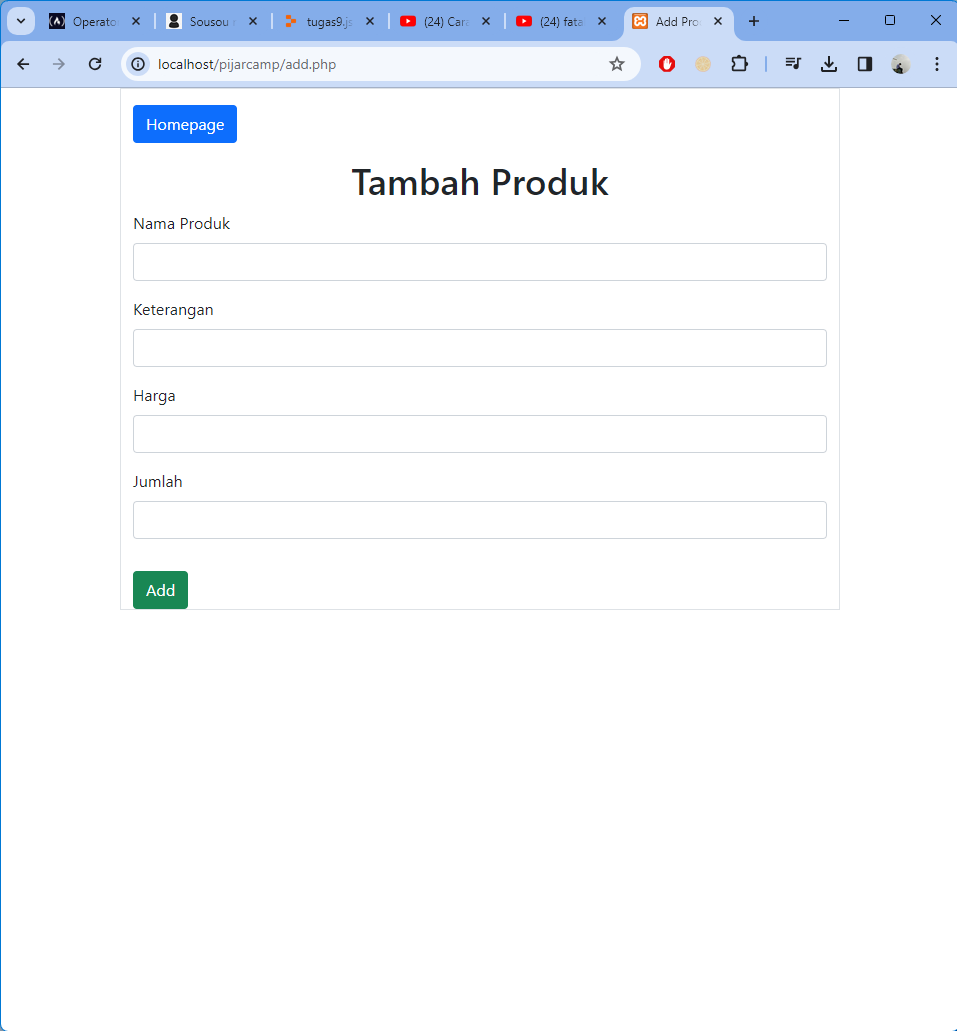 Operato
Sousou
tugas9.js
(24) Cara
(24) fata
Add Pro
localhost/pijarcamp/add.php
Homepage
Tambah Produk
Nama Produk
Keterangan
Harga
Jumlah
Add